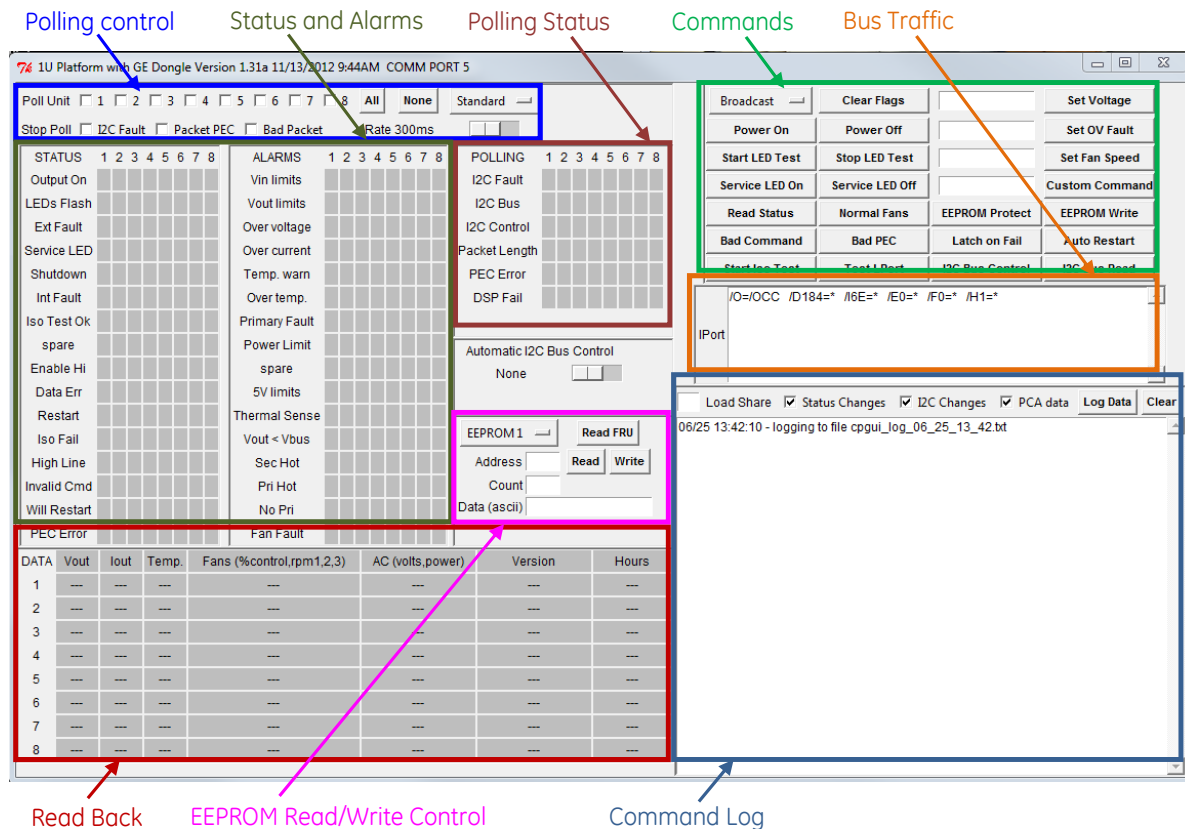 Polling control Status and Alarms Polling Status Commands Bus Traffic
1U Platform with GE Dongle Version 1.31a 11/13/2012 9:44AM COMM PORT 5
Poll Unit 1 2 3 4 5 6 7 8 All None Standard
Stop Poll I2C Fault Packet PEC Bad Packet Rate 300ms
STATUS 1 2 3 4 5 6 7 8
Output On
LEDs Flash
Ext Fault
Service LED
Shutdown
Int Fault
Iso Test Ok
spare
Enable Hi
Data Err
Restart
Iso Fail
High Line
Invalid Cmd
Will Restart
PEC Error
ALARMS 1 2 3 4 5 6 7 8
Vin limits
Vout limits
Over voltage
Over current
Temp. warn
Over temp.
Primary Fault
Power Limit
spare
5V limits
Thermal Sense
Vout < Vbus
Sec Hot
Pri Hot
No Pri
Fan Fault
POLLING 1 2 3 4 5 6 7 8
I2C Fault
I2C Bus
I2C Control
Packet Length
PEC Error
DSP Fail
Automatic I2C Bus Control
None
EEPROM 1 Read FRU
Address Read Write
Count
Data (ascii)
Broadcast Clear Flags Set Voltage
Power On Power Off Set OV Fault
Start LED Test Stop LED Test Set Fan Speed
Service LED On Service LED Off Custom Command
Read Status Normal Fans EEPROM Protect EEPROM Write
Bad Command Bad PEC Latch on Fail Auto Restart
Start Iso Test Test I-Port I2C Bus Control I2C Bus Read
/O=/OCC /D184=* /I6E=* /E0=* /F0=* /H1=*
IPort
Load Share Status Changes I2C Changes PCA data Log Data Clear
06/25 13:42:10 - logging to file cpgui_log_06_25_13_42.txt
DATA Vout Iout Temp. Fans (%control,rpm1,2,3) AC (volts,power) Version Hours
1 --- --- --- --- --- --- ---
2 --- --- --- --- --- --- ---
3 --- --- --- --- --- --- ---
4 --- --- --- --- --- --- ---
5 --- --- --- --- --- --- ---
6 --- --- --- --- --- --- ---
7 --- --- --- --- --- --- ---
8 --- --- --- --- --- --- ---
Read Back EEPROM Read/Write Control Command Log